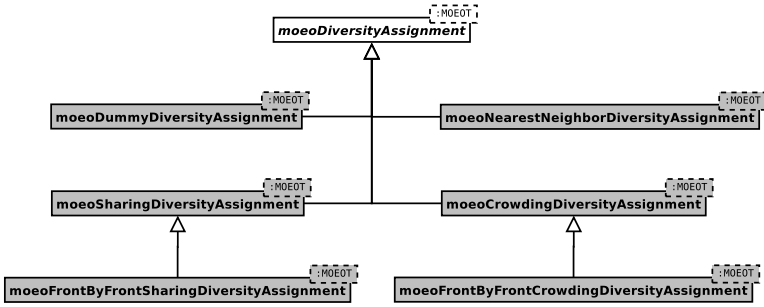 :MOEOT
moeoDiversityAssignment
:MOEOT
moeoDummyDiversityAssignment
:MOEOT
moeoNearestNeighborDiversityAssignment
:MOEOT
moeoSharingDiversityAssignment
:MOEOT
moeoCrowdingDiversityAssignment
:MOEOT
moeoFrontByFrontSharingDiversityAssignment
:MOEOT
moeoFrontByFrontCrowdingDiversityAssignment